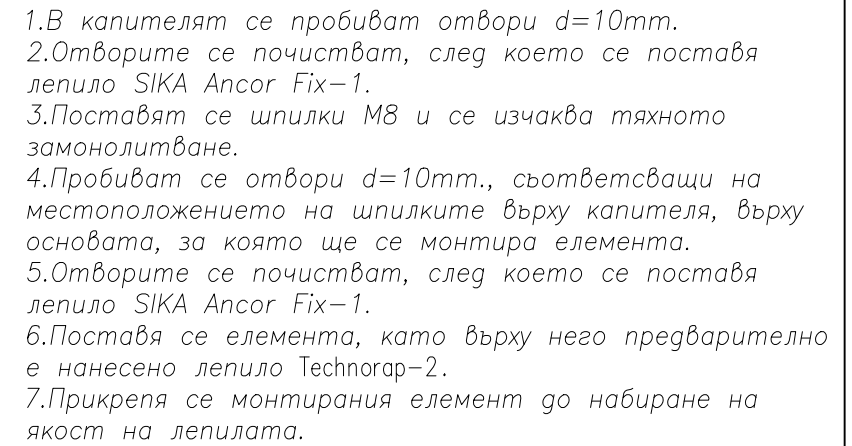 1.В капителят се пробиват отвори d=10mm.
2.Отворите се почистват, след което се поставя
лепило SIKA Ancor Fix-1.
3.Поставят се шпилки М8 и се изчаква тяхното
замонолитване.
4.Пробиват се отвори d=10mm., съответсващи на
местоположението на шпилките върху капителя, върху
основата, за която ще се монтира елемента.
5.Отворите се почистват, след което се поставя
лепило SIKA Ancor Fix-1.
6.Поставя се елемента, като върху него предварително
е нанесено лепило Technorap-2.
7.Прикрепя се монтирания елемент до набиране на
якост на лепилата.